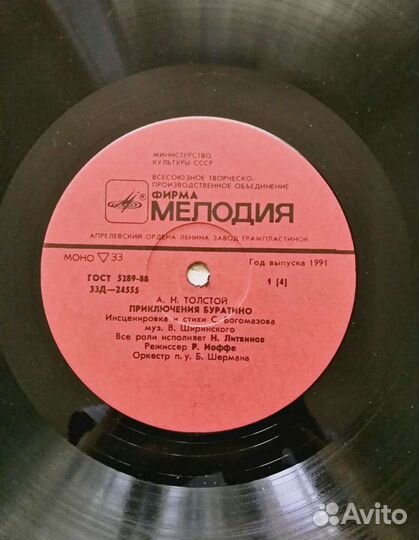 МИНИСТЕРСТВО
КУЛЬТУРЫ СССР
ВСЕСОЮЗНОЕ ТВОРЧЕСКО-
ПРОИЗВОДСТВЕННОЕ ОБЪЕДИНЕНИЕ
ФИРМА
МЕЛОДИЯ
АПРЕЛЕВСКИЙ ОРДЕНА ЛЕНИНА ЗАВОД ГРАМПЛАСТИНОК
МОНО ▽ 33
Год выпуска 1991
ГОСТ 5289-88
33Д—24555
1 [4]
А. Н. ТОЛСТОЙ
ПРИКЛЮЧЕНИЯ БУРАТИНО
Инсценировка и стихи С. Богомазова
муз. В. Ширинского
Все роли исполняет Н. Литвинов
Режиссер Р. Иоффе
Оркестр п. у. Б. Шермана
Avito